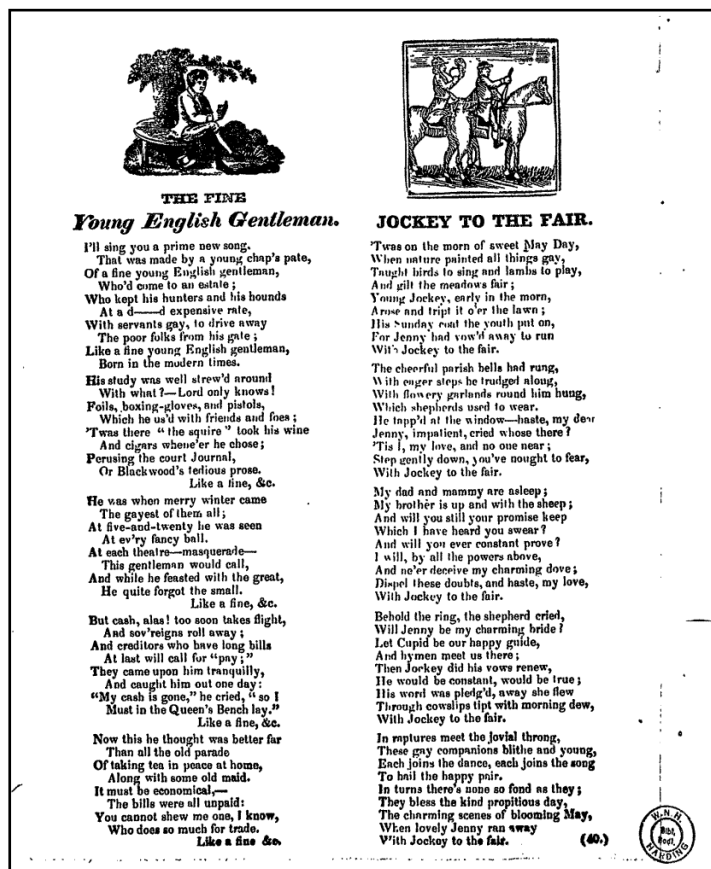 THE FINE
Young English Gentleman.
I'll sing you a prime new song.
That was made by a young chap's pate,
Of a fine young English gentleman,
Who'd come to an estate;
Who kept his hunters and his hounds
At a d——d expensive rate,
With servants gay, to drive away
The poor folks from his gate;
Like a fine young English gentleman,
Born in the modern times.
His study was well strew'd around
With what?—Lord only knows!
Foils, boxing-gloves, and pistols,
Which he us'd with friends and foes;
'Twas there "the squire" took his wine
And cigars whene'er he chose;
Perusing the court Journal,
Or Blackwood's tedious prose.
Like a fine, &c.
He was when merry winter came
The gayest of them all;
At five-and-twenty he was seen
At ev'ry fancy ball.
At each theatre—masquerade—
This gentleman would call,
And while he feasted with the great,
He quite forgot the small.
Like a fine, &c.
But cash, alas! too soon takes flight,
And sov'reigns roll away;
And creditors who have long bills
At last will call for "pay;"
They came upon him tranquilly,
And caught him out one day:
"My cash is gone," he cried, "so I
Must in the Queen's Bench lay."
Like a fine, &c.
Now this he thought was better far
Than all the old parade
Of taking tea in peace at home,
Along with some old maid.
It must be economical,—
The bills were all unpaid:
You cannot shew me one, I know,
Who does so much for trade.
Like a fine &c.
JOCKEY TO THE FAIR.
'Twas on the morn of sweet May Day,
When nature painted all things gay,
Taught birds to sing and lambs to play,
And gilt the meadows fair;
Young Jockey, early in the morn,
Arose and tript it o'er the lawn;
His Sunday coat the youth put on,
For Jenny had vow'd away to run
With Jockey to the fair.
The cheerful parish bells had rung,
With eager steps he trudged along,
With flowery garlands round him hung,
Which shepherds used to wear.
He tapp'd at the window—haste, my dear
Jenny, impatient, cried whose there?
'Tis I, my love, and no one near;
Step gently down, you've nought to fear,
With Jockey to the fair.
My dad and mammy are asleep;
My brother is up and with the sheep;
And will you still your promise keep
Which I have heard you swear?
And will you ever constant prove?
I will, by all the powers above,
And ne'er deceive my charming dove;
Dispel these doubts, and haste, my love,
With Jockey to the fair.
Behold the ring, the shepherd cried,
Will Jenny be my charming bride?
Let Cupid be our happy guide,
And hymen meet us there;
Then Jockey did his vows renew,
He would be constant, would be true;
His word was pledg'd, away she flew
Through cowslips tipt with morning dew,
With Jockey to the fair.
In raptures meet the jovial throng,
These gay companions blithe and young,
Each joins the dance, each joins the song
To hail the happy pair.
In turns there's none so fond as they;
They bless the kind propitious day,
The charming scenes of blooming May,
When lovely Jenny ran away
With Jockey to the fair. (40.)
W.N.H.
Bibl.
Bodl.
HARDING